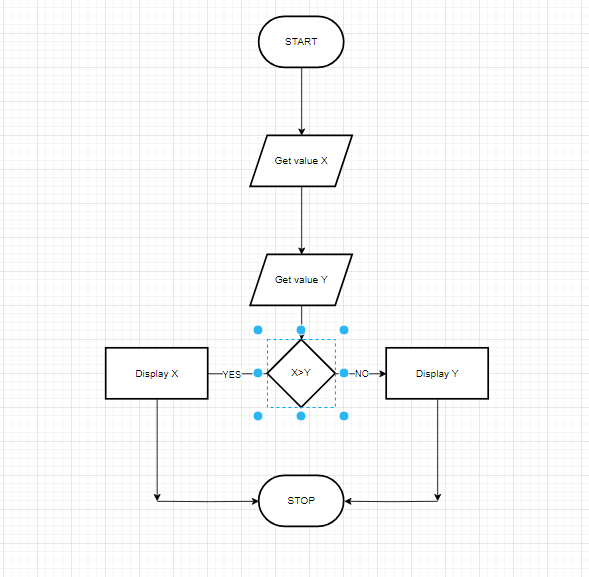 START
Get value X
Get value Y
Display X
YES
X>Y
NO
Display Y
STOP